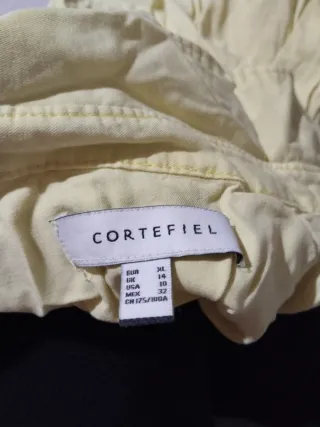 CORTEFIEL
EUR XL
UK 14
USA 10
MEX 32
CN 175/100A